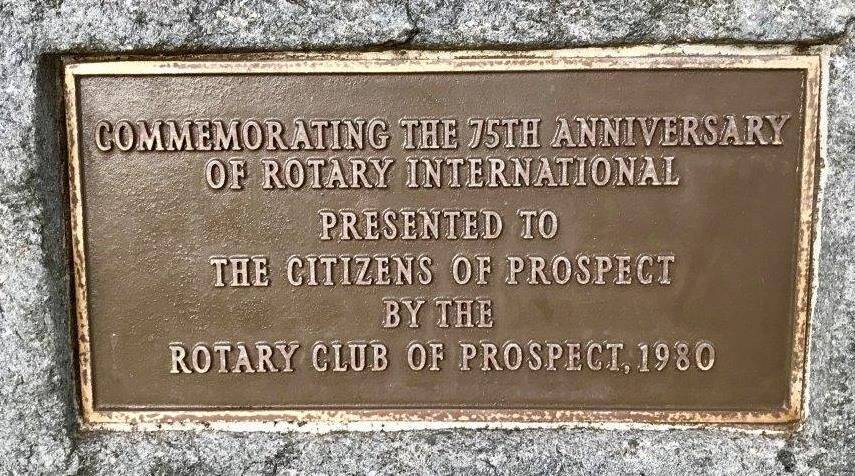 COMMEMORATING THE 75TH ANNIVERSARY
OF ROTARY INTERNATIONAL
PRESENTED TO
THE CITIZENS OF PROSPECT
BY THE
ROTARY CLUB OF PROSPECT, 1980